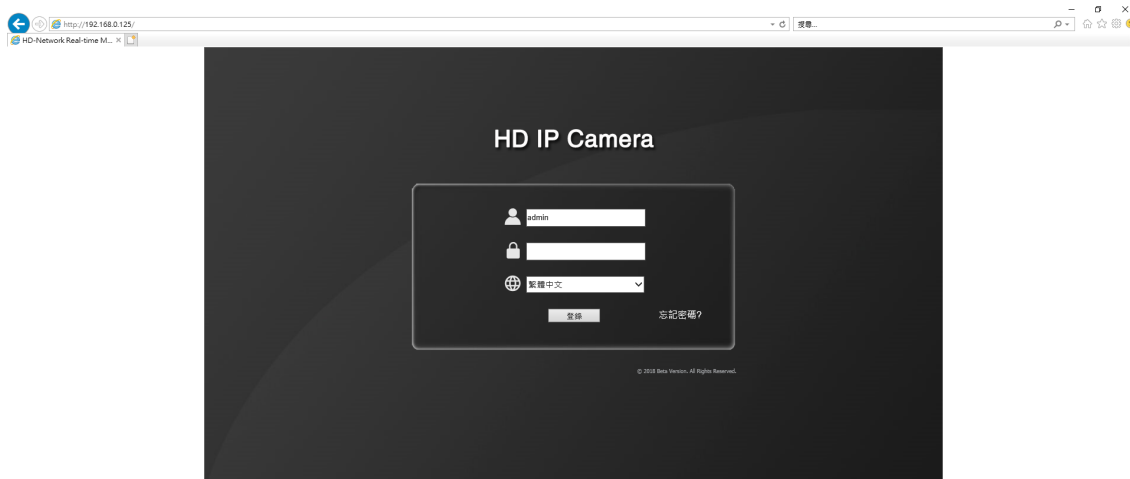 http://192.168.0.125/
搜尋...
HD-Network Real-time M...
HD IP Camera
admin
繁體中文
登錄
忘記密碼?
© 2018 Beta Version. All Rights Reserved.